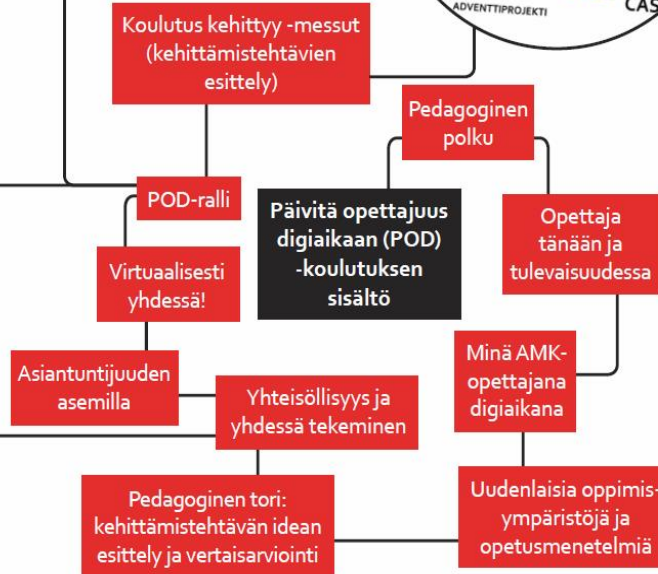 ADVENTTIPROJEKTI
Koulutus kehittyy -messut
(kehittämistehtävien
esittely)
Pedagoginen
polku
POD-ralli
Päivitä opettajuus
digiaikaan (POD)
-koulutuksen
sisältö
Opettaja
tänään ja
tulevaisuudessa
Virtuaalisesti
yhdessä!
Minä AMK-
opettajana
digiaikana
Asiantuntijuuden
asemilla
Yhteisöllisyys ja
yhdessä tekeminen
Pedagoginen tori:
kehittämistehtävän idean
esittely ja vertaisarviointi
Uudenlaisia oppimis-
ympäristöjä ja
opetusmenetelmiä